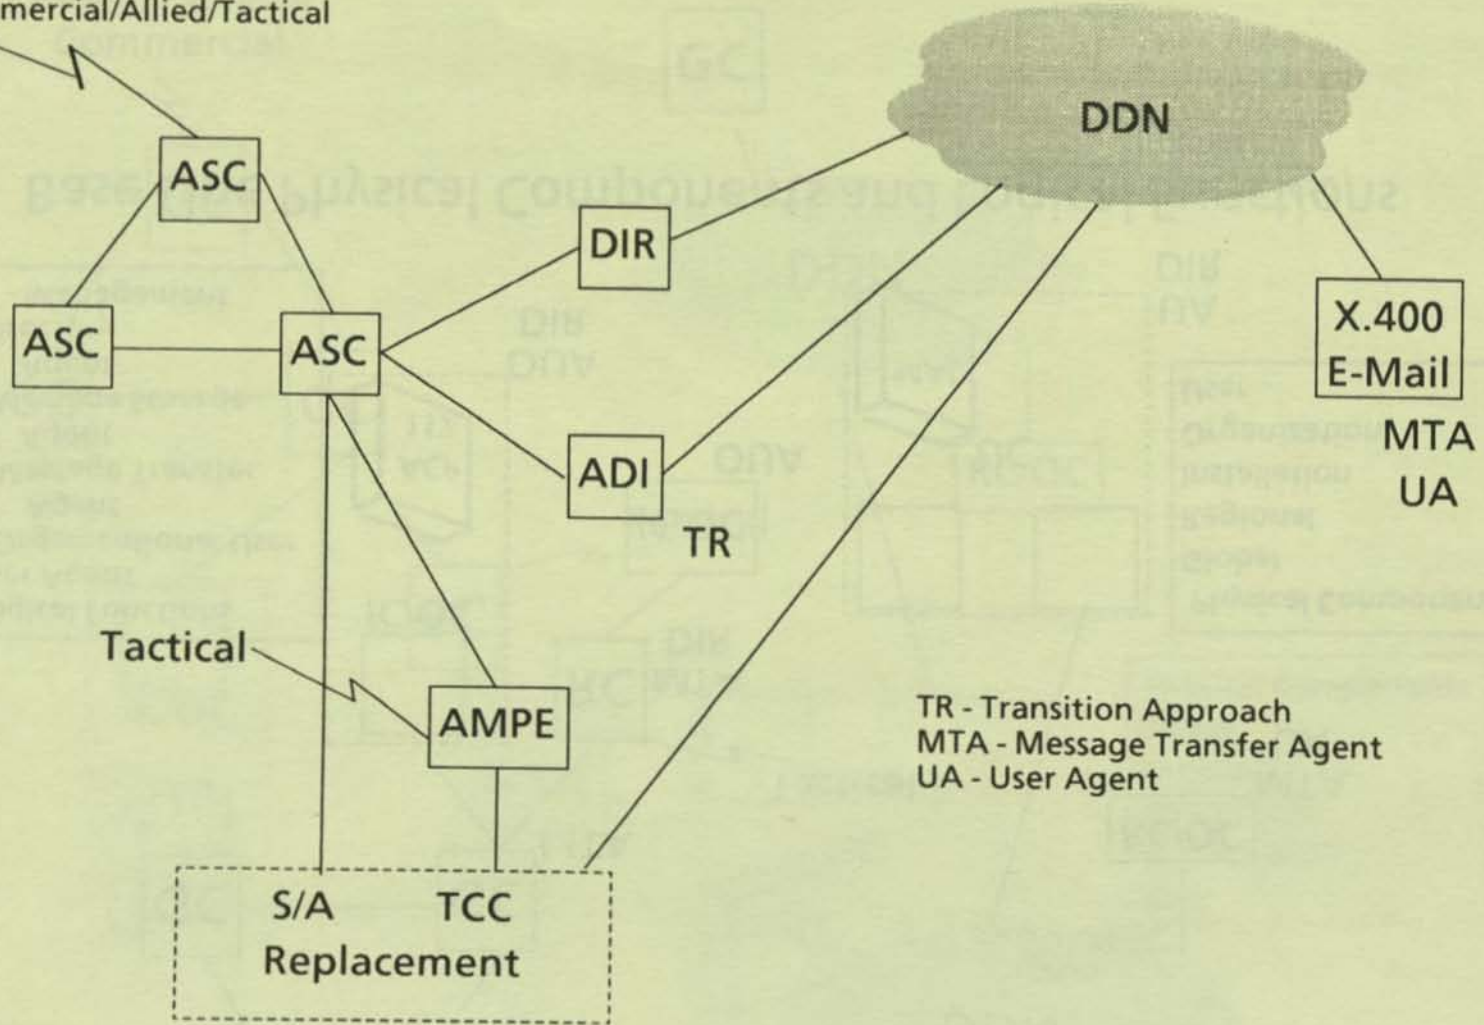 mercial/Allied/Tactical
DDN
ASC
DIR
ASC
ASC
X.400
E-Mail
MTA
UA
ADI
TR
Tactical
AMPE
TR - Transition Approach
MTA - Message Transfer Agent
UA - User Agent
S/A TCC
Replacement